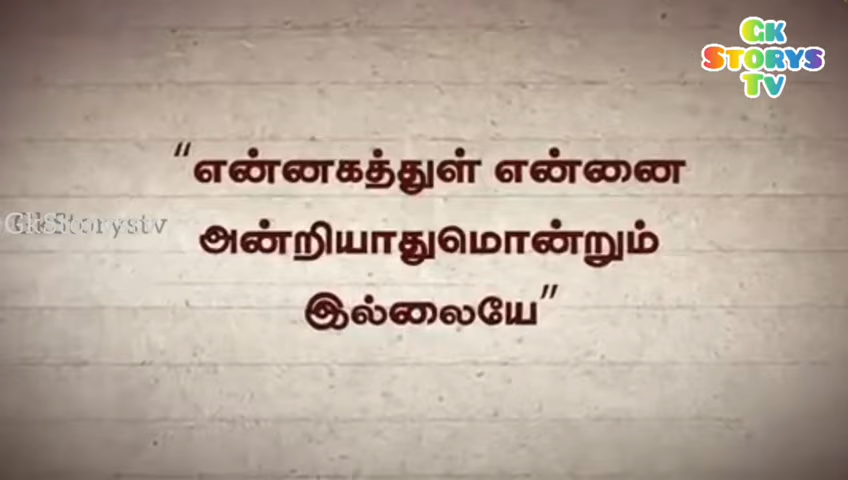 Gk
Storys
Tv
“என்னகத்துள் என்னை
GkStorystv
அன்றியாதுமொன்றும்
இல்லையே”